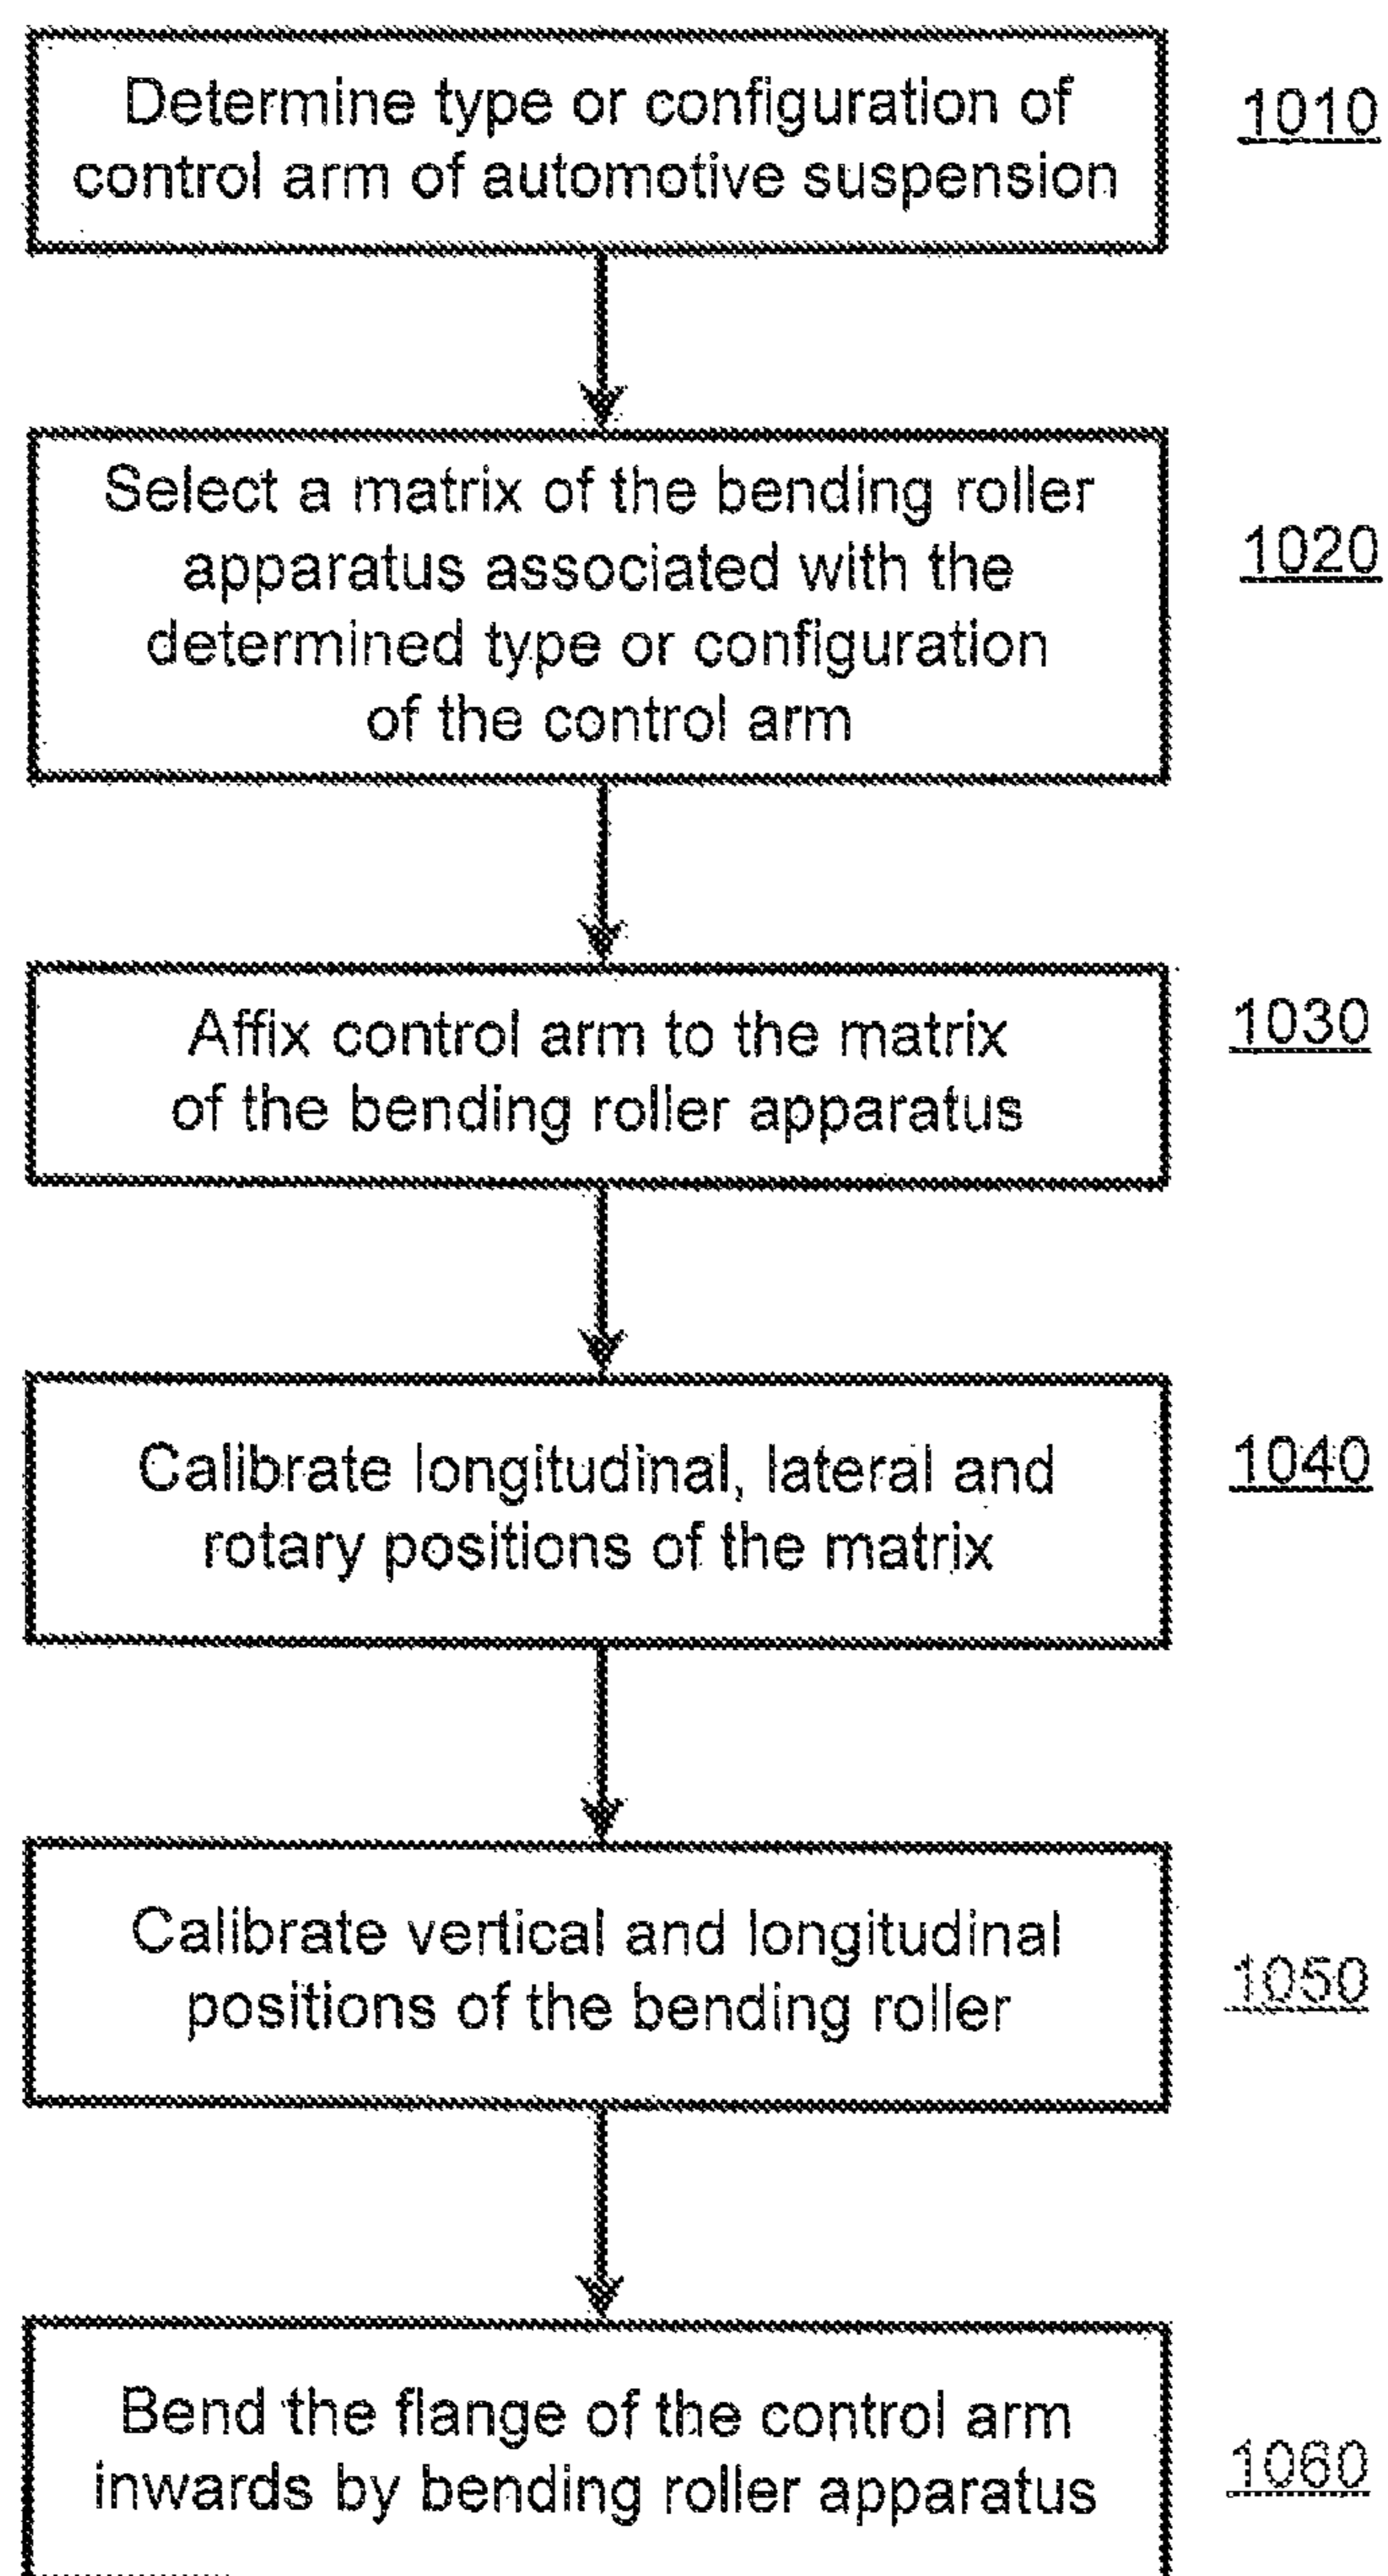 Determine type or configuration of
control arm of automotive suspension
1010
Select a matrix of the bending roller
apparatus associated with the
determined type or configuration
of the control arm
1020
Affix control arm to the matrix
of the bending roller apparatus
1030
Calibrate longitudinal, lateral and
rotary positions of the matrix
1040
Calibrate vertical and longitudinal
positions of the bending roller
1050
Bend the flange of the control arm
inwards by bending roller apparatus
1060